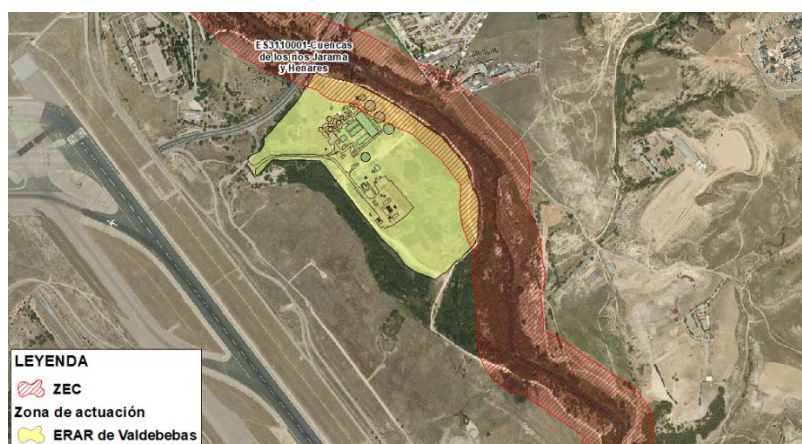 ES3110001-Cuencas
de los ríos Jarama
y Henares
LEYENDA
ZEC
Zona de actuación
ERAR de Valdebebas